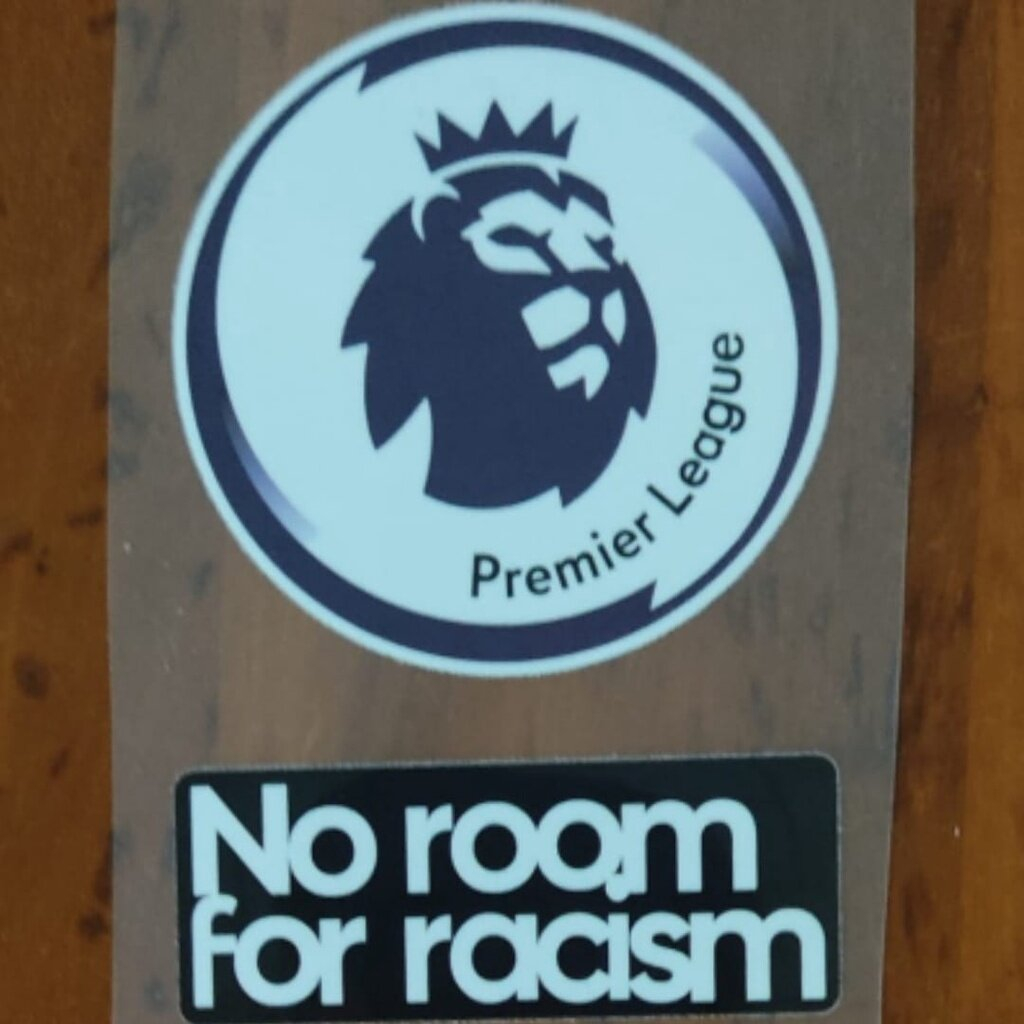 Premier League
No room
for racism